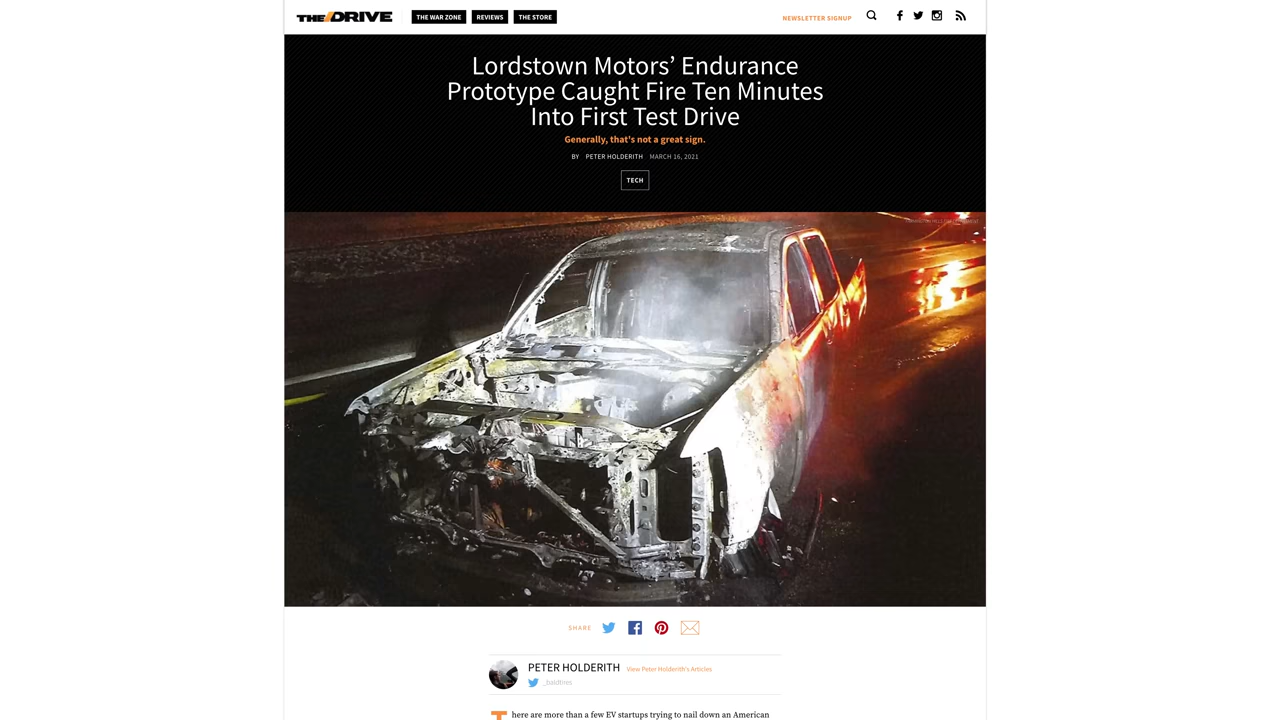 THE DRIVE
THE WAR ZONE
REVIEWS
THE STORE
NEWSLETTER SIGNUP
Lordstown Motors’ Endurance
Prototype Caught Fire Ten Minutes
Into First Test Drive
Generally, that's not a great sign.
BY PETER HOLDERITH MARCH 16, 2021
TECH
SHARE
PETER HOLDERITH View Peter Holderith's Articles
_baldtires
There are more than a few EV startups trying to nail down an American